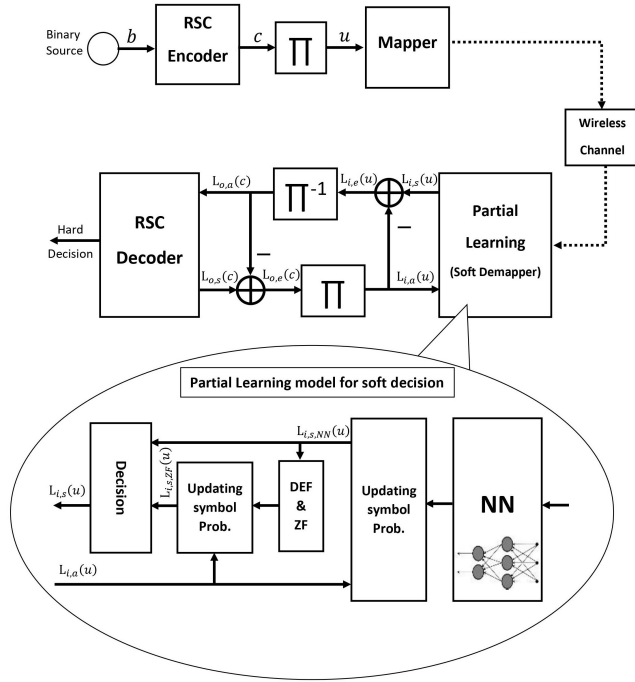 Binary
Source
b
RSC
Encoder
c
∏
u
Mapper
Wireless
Channel
L_{o,a}(c)
∏^{-1}
L_{i,e}(u)
L_{i,s}(u)
Hard
Decision
RSC
Decoder
Partial
Learning
(Soft Demapper)
−
−
L_{o,s}(c)
L_{o,e}(c)
∏
L_{i,a}(u)
Partial Learning model for soft decision
L_{i,s,NN}(u)
L_{i,s}(u)
Decision
L_{i,s,ZF}(u)
Updating
symbol
Prob.
DEF
&
ZF
Updating
symbol
Prob.
NN
L_{i,a}(u)